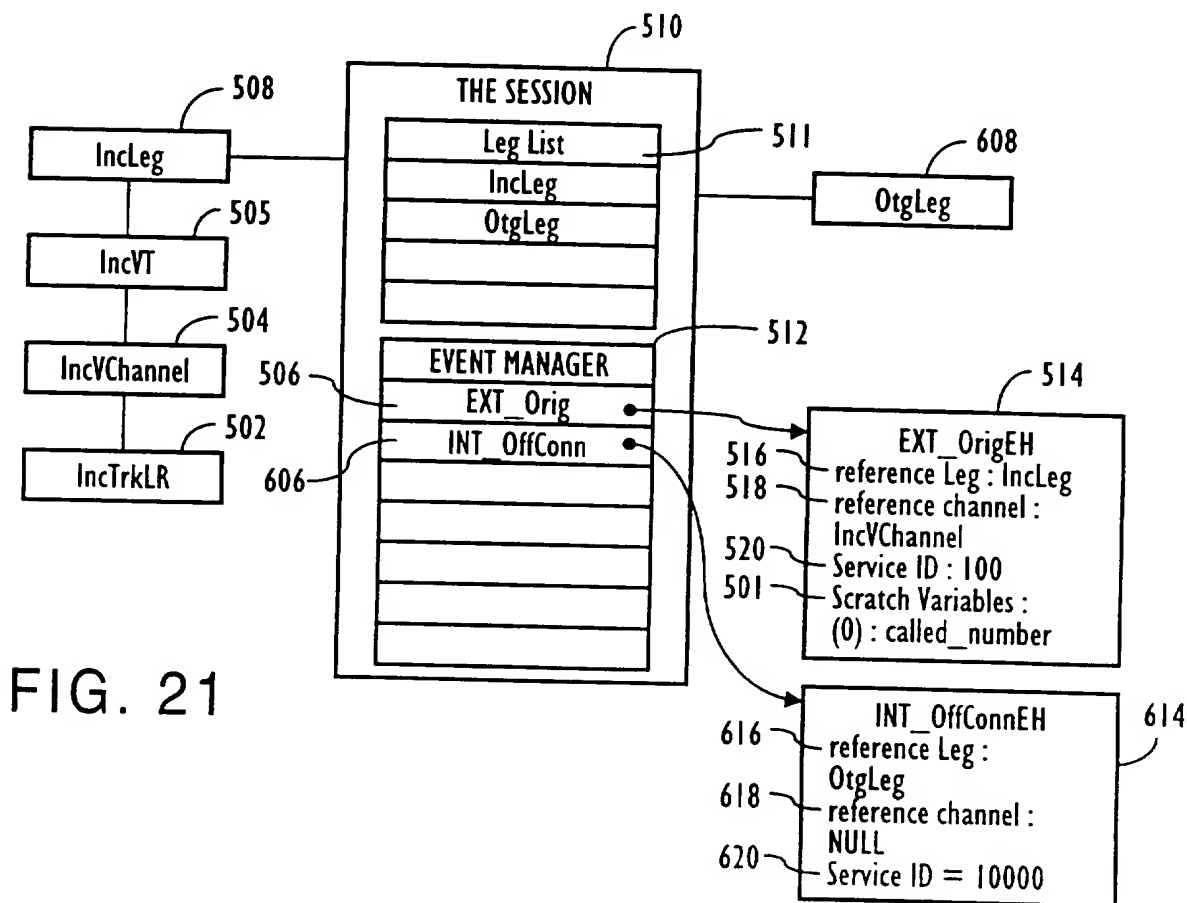 510
THE SESSION
508
IncLeg
Leg List
511
IncLeg
OtgLeg
608
OtgLeg
505
IncVT
504
IncVChannel
502
IncTrkLR
512
EVENT MANAGER
506
EXT_Orig
606
INT_OffConn
514
EXT_OrigEH
516
reference Leg : IncLeg
518
reference channel :
IncVChannel
520
Service ID : 100
501
Scratch Variables :
(0) : called_number
FIG. 21
INT_OffConnEH
614
616
reference Leg :
OtgLeg
618
reference channel :
NULL
620
Service ID = 10000